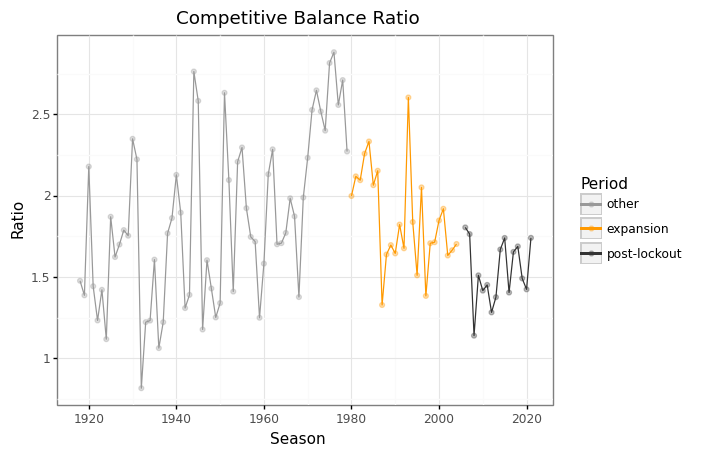 Competitive Balance Ratio
2.5
2
1.5
1
Ratio
1920
1940
1960
1980
2000
2020
Season
Period
other
expansion
post-lockout